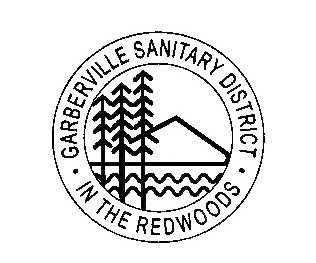 GARBERVILLE SANITARY DISTRICT
• IN THE REDWOODS •